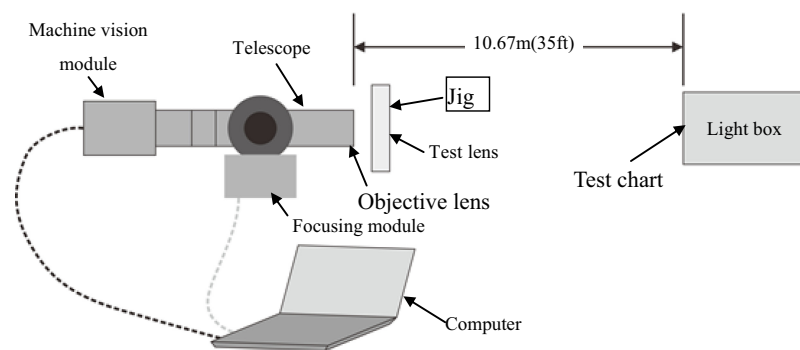 Machine vision
module
Telescope
10.67m(35ft)
Jig
Test lens
Light box
Test chart
Objective lens
Focusing module
Computer